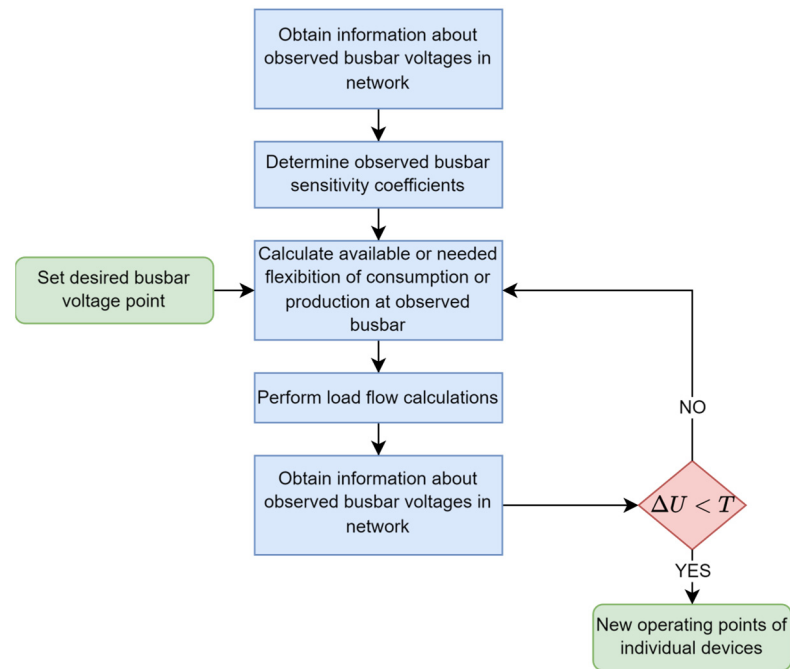 Obtain information about
observed busbar voltages in
network
Determine observed busbar
sensitivity coefficients
Set desired busbar
voltage point
Calculate available or needed
flexibition of consumption or
production at observed
busbar
Perform load flow calculations
NO
Obtain information about
observed busbar voltages in
network
ΔU < T
YES
New operating points of
individual devices